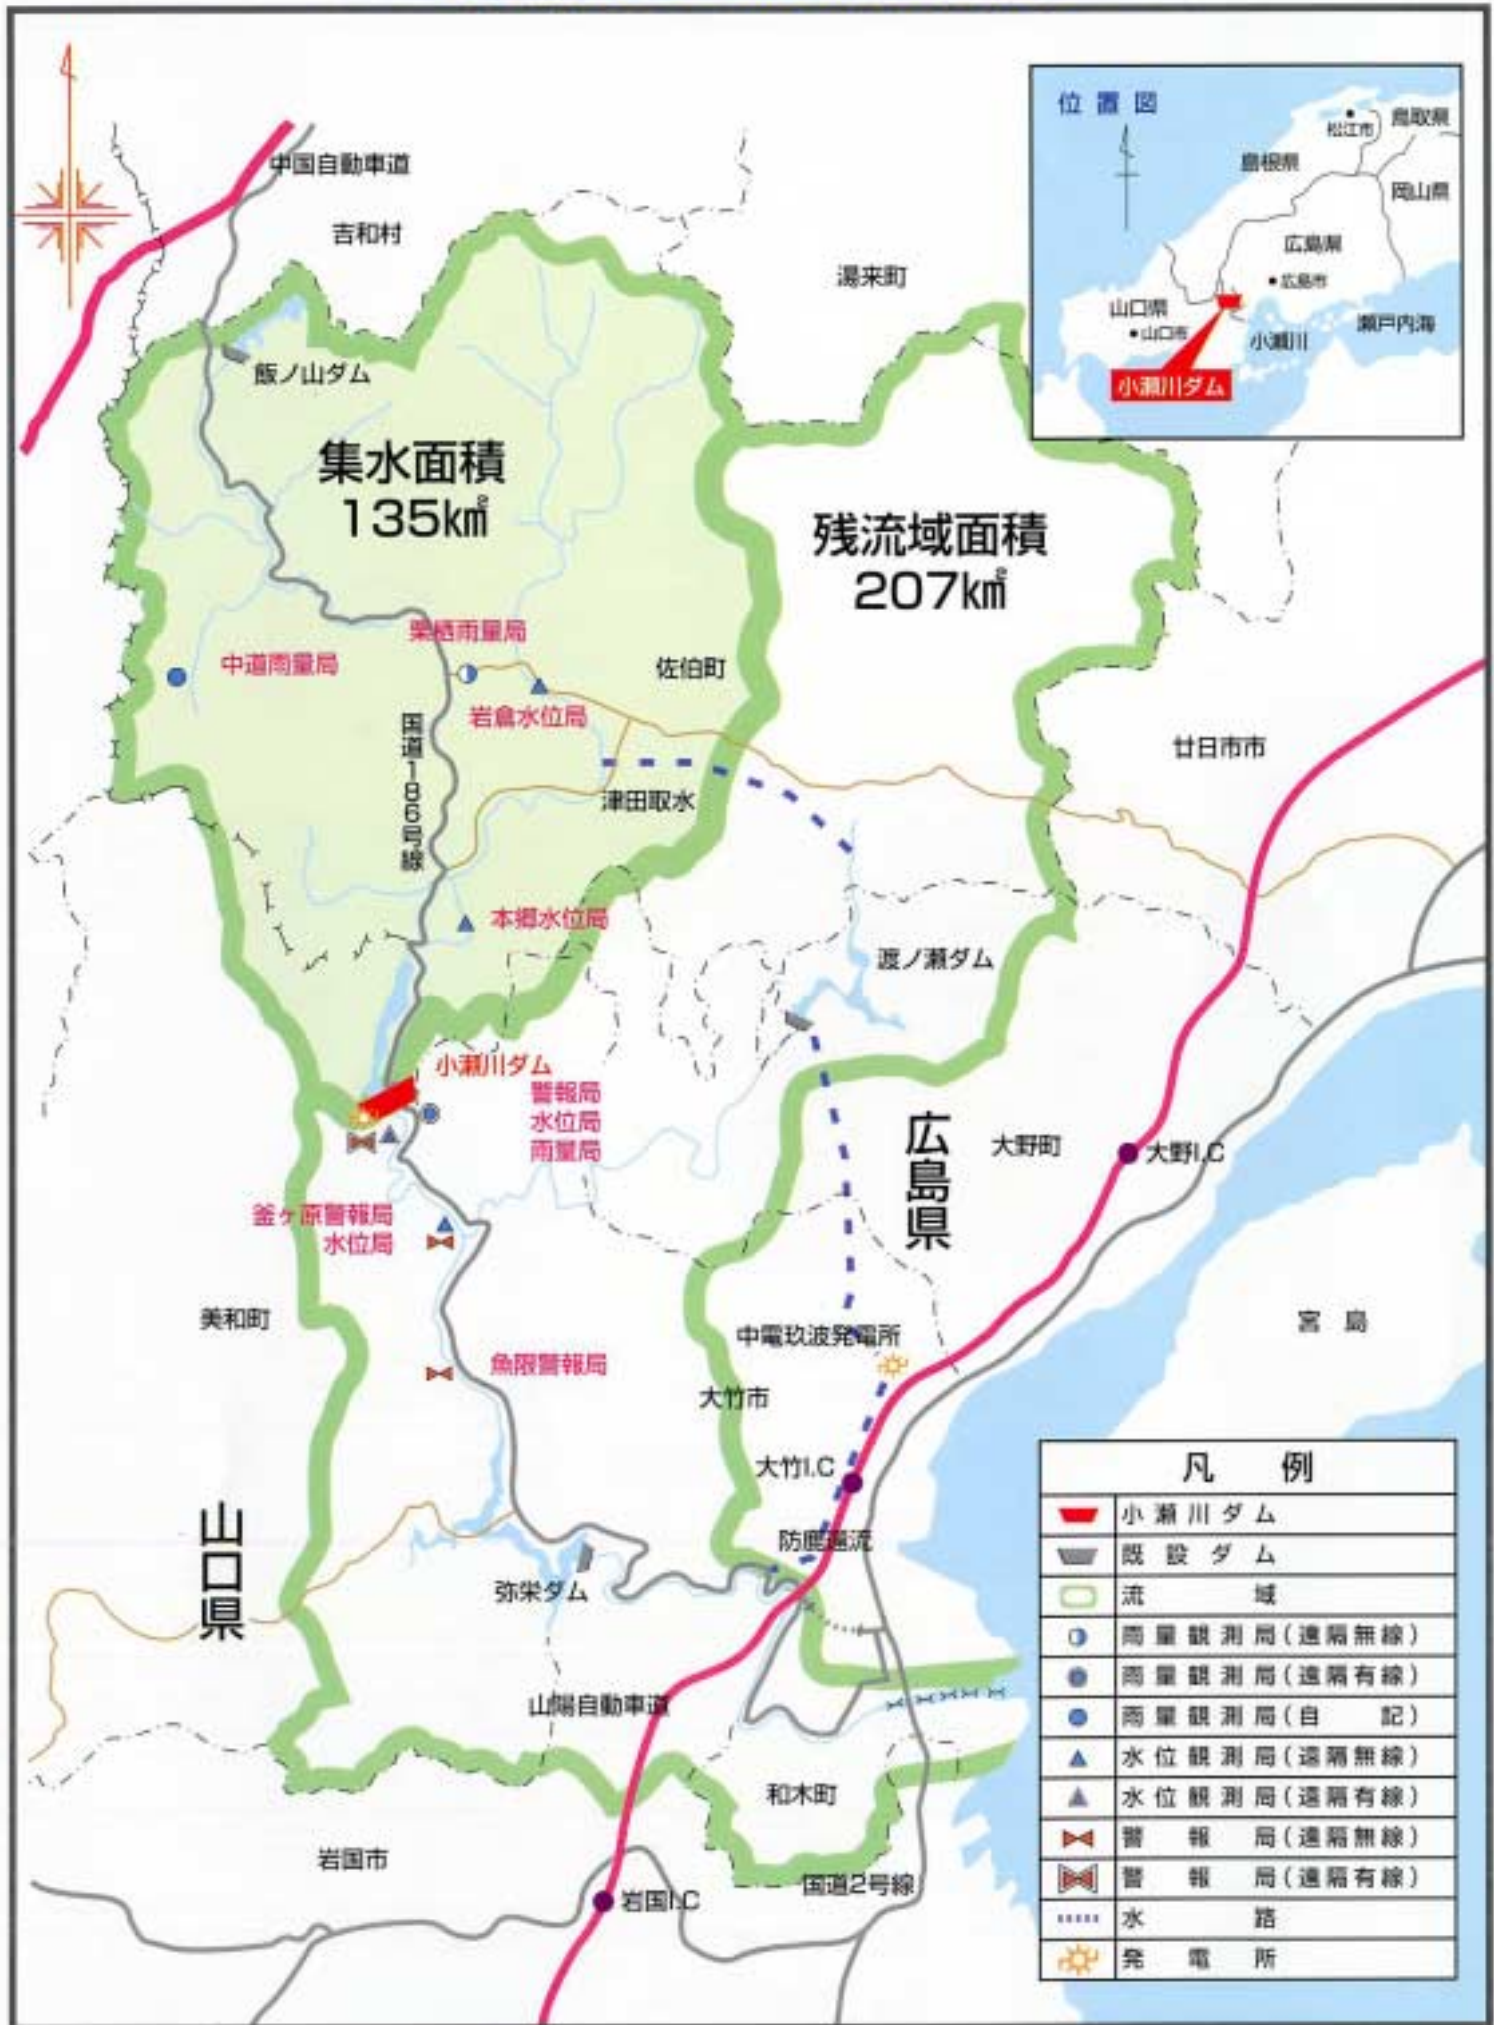 位置図
松江市
鳥取県
島根県
岡山県
広島県
広島市
山口県
山口市
瀬戸内海
小瀬川
小瀬川ダム
中国自動車道
吉和村
湯来町
飯ノ山ダム
集水面積
135k㎡
残流域面積
207k㎡
栗栖雨量局
中道雨量局
佐伯町
岩倉水位局
国道186号線
廿日市市
津田取水
本郷水位局
渡ノ瀬ダム
小瀬川ダム
警報局
水位局
雨量局
広島県
大野町
大野I.C
釜ヶ原警報局
水位局
美和町
宮島
中電玖波発電所
魚限警報局
大竹市
大竹I.C
山口県
防鹿還流
弥栄ダム
山陽自動車道
和木町
岩国市
国道2号線
岩国I.C
凡例
小瀬川ダム
既設ダム
流域
雨量観測局(遠隔無線)
雨量観測局(遠隔有線)
雨量観測局(自記)
水位観測局(遠隔無線)
水位観測局(遠隔有線)
警報局(遠隔無線)
警報局(遠隔有線)
水路
発電所